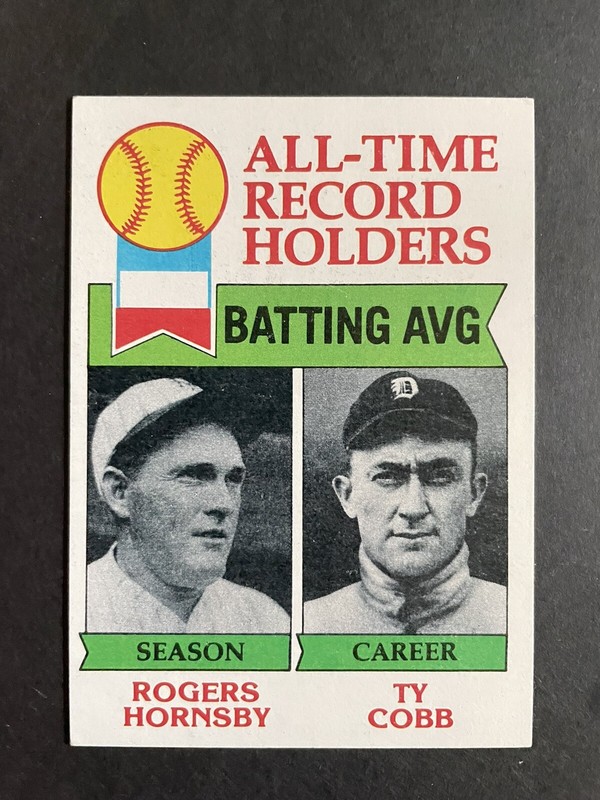 ALL-TIME
RECORD
HOLDERS
BATTING AVG
D
SEASON
CAREER
ROGERS
HORNSBY
TY
COBB